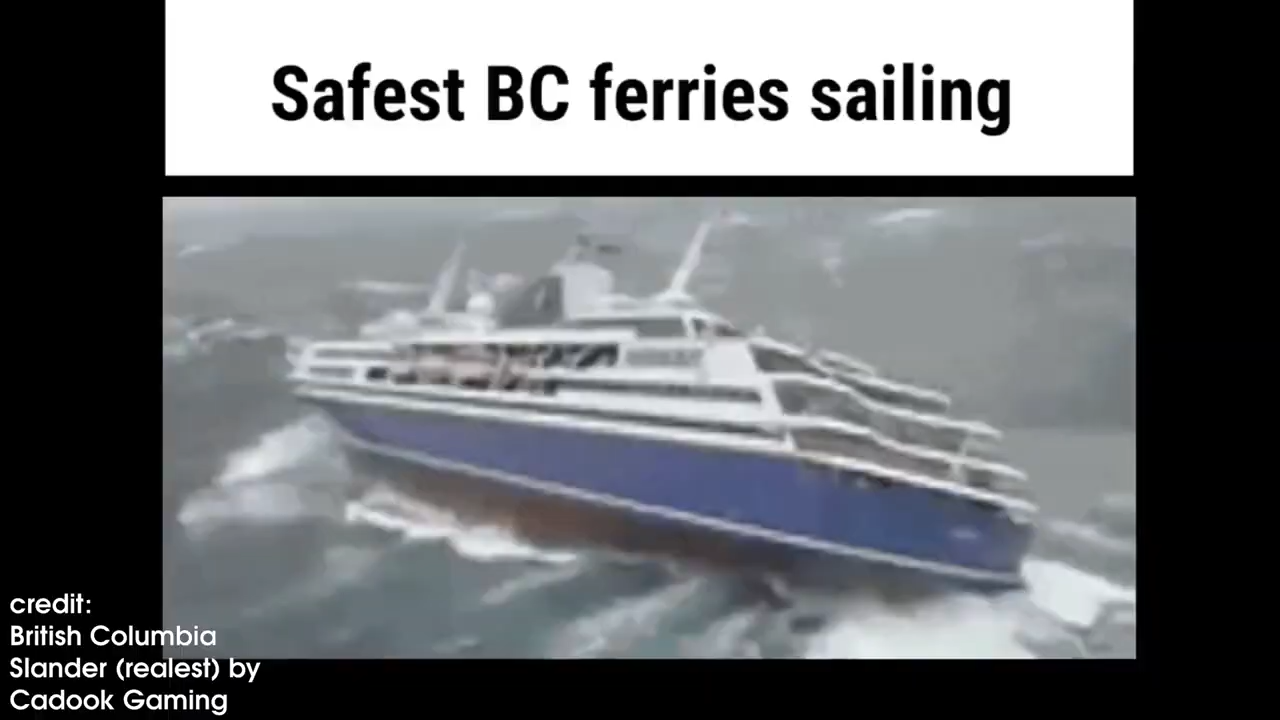 Safest BC ferries sailing
credit:
British Columbia
Slander (realest) by
Cadook Gaming